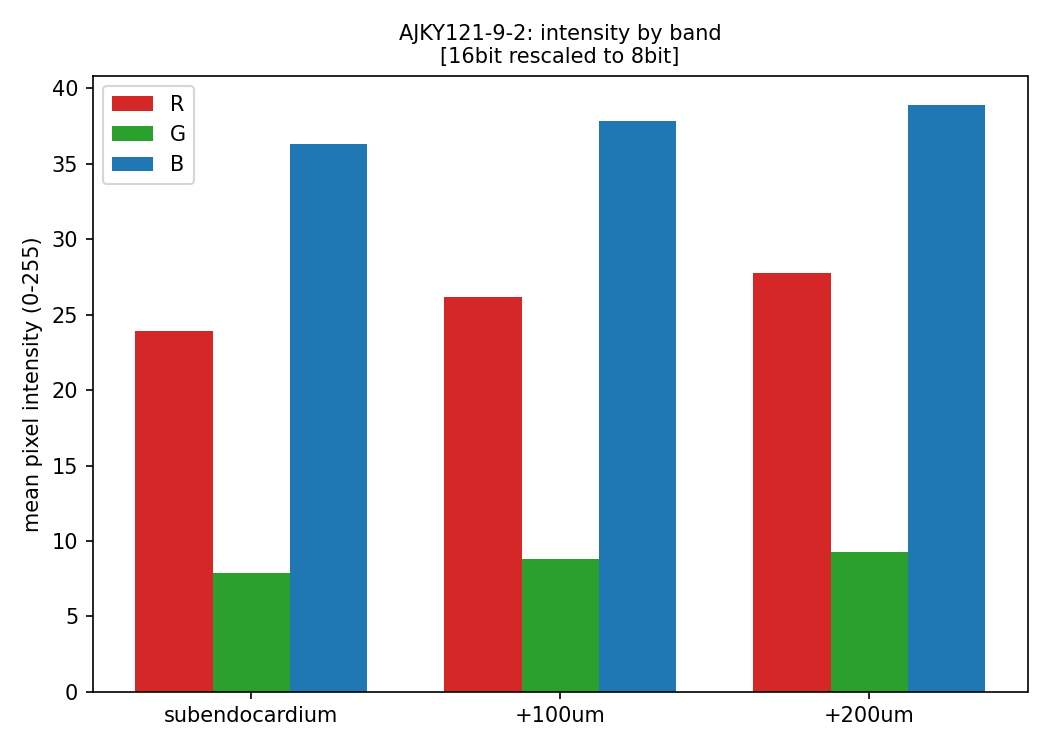 AJKY121-9-2: intensity by band
[16bit rescaled to 8bit]
R
G
B
mean pixel intensity (0-255)
40
35
30
25
20
15
10
5
0
subendocardium
+100um
+200um